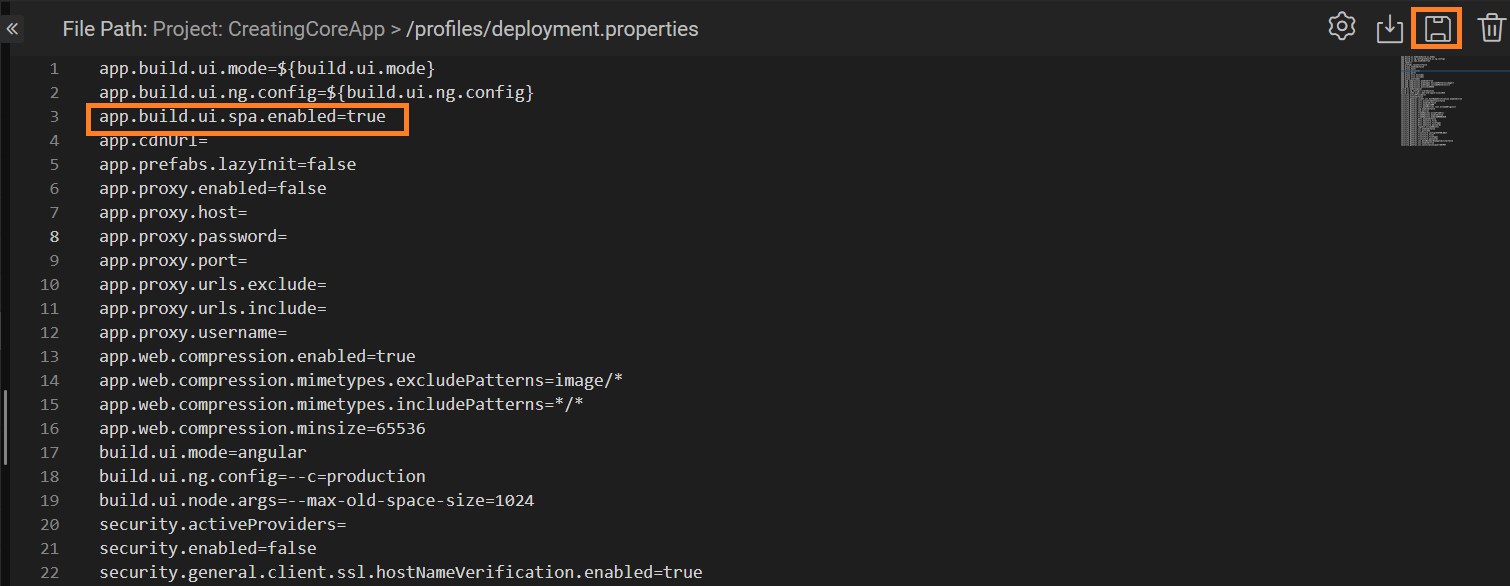 « File Path: Project: CreatingCoreApp > /profiles/deployment.properties
1 app.build.ui.mode=${build.ui.mode}
2 app.build.ui.ng.config=${build.ui.ng.config}
3 app.build.ui.spa.enabled=true
4 app.cdnUrl=
5 app.prefabs.lazyInit=false
6 app.proxy.enabled=false
7 app.proxy.host=
8 app.proxy.password=
9 app.proxy.port=
10 app.proxy.urls.exclude=
11 app.proxy.urls.include=
12 app.proxy.username=
13 app.web.compression.enabled=true
14 app.web.compression.mimetypes.excludePatterns=image/*
15 app.web.compression.mimetypes.includePatterns=*/*
16 app.web.compression.minsize=65536
17 build.ui.mode=angular
18 build.ui.ng.config=--c=production
19 build.ui.node.args=--max-old-space-size=1024
20 security.activeProviders=
21 security.enabled=false
22 security.general.client.ssl.hostNameVerification.enabled=true